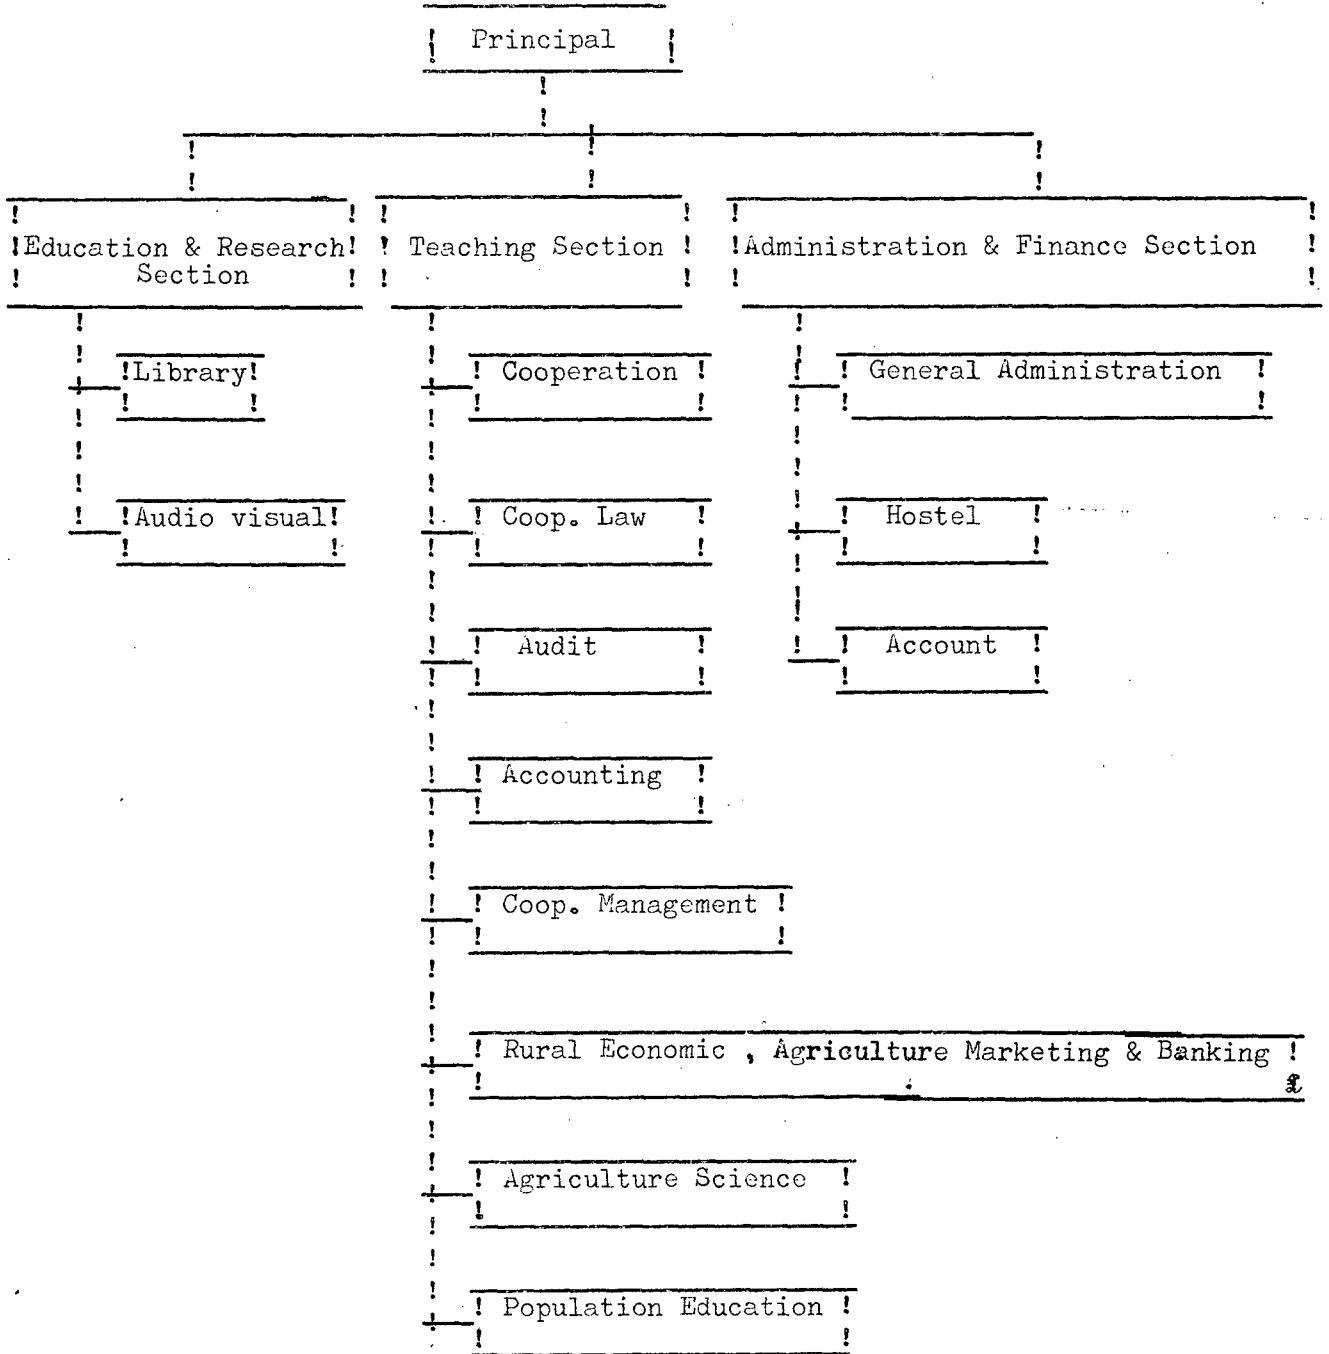 Principal
Education & Research
Section
Teaching Section
Administration & Finance Section
Library
Cooperation
General Administration
Audio visual
Coop. Law
Hostel
Audit
Account
Accounting
Coop. Management
Rural Economic , Agriculture Marketing & Banking
Agriculture Science
Population Education